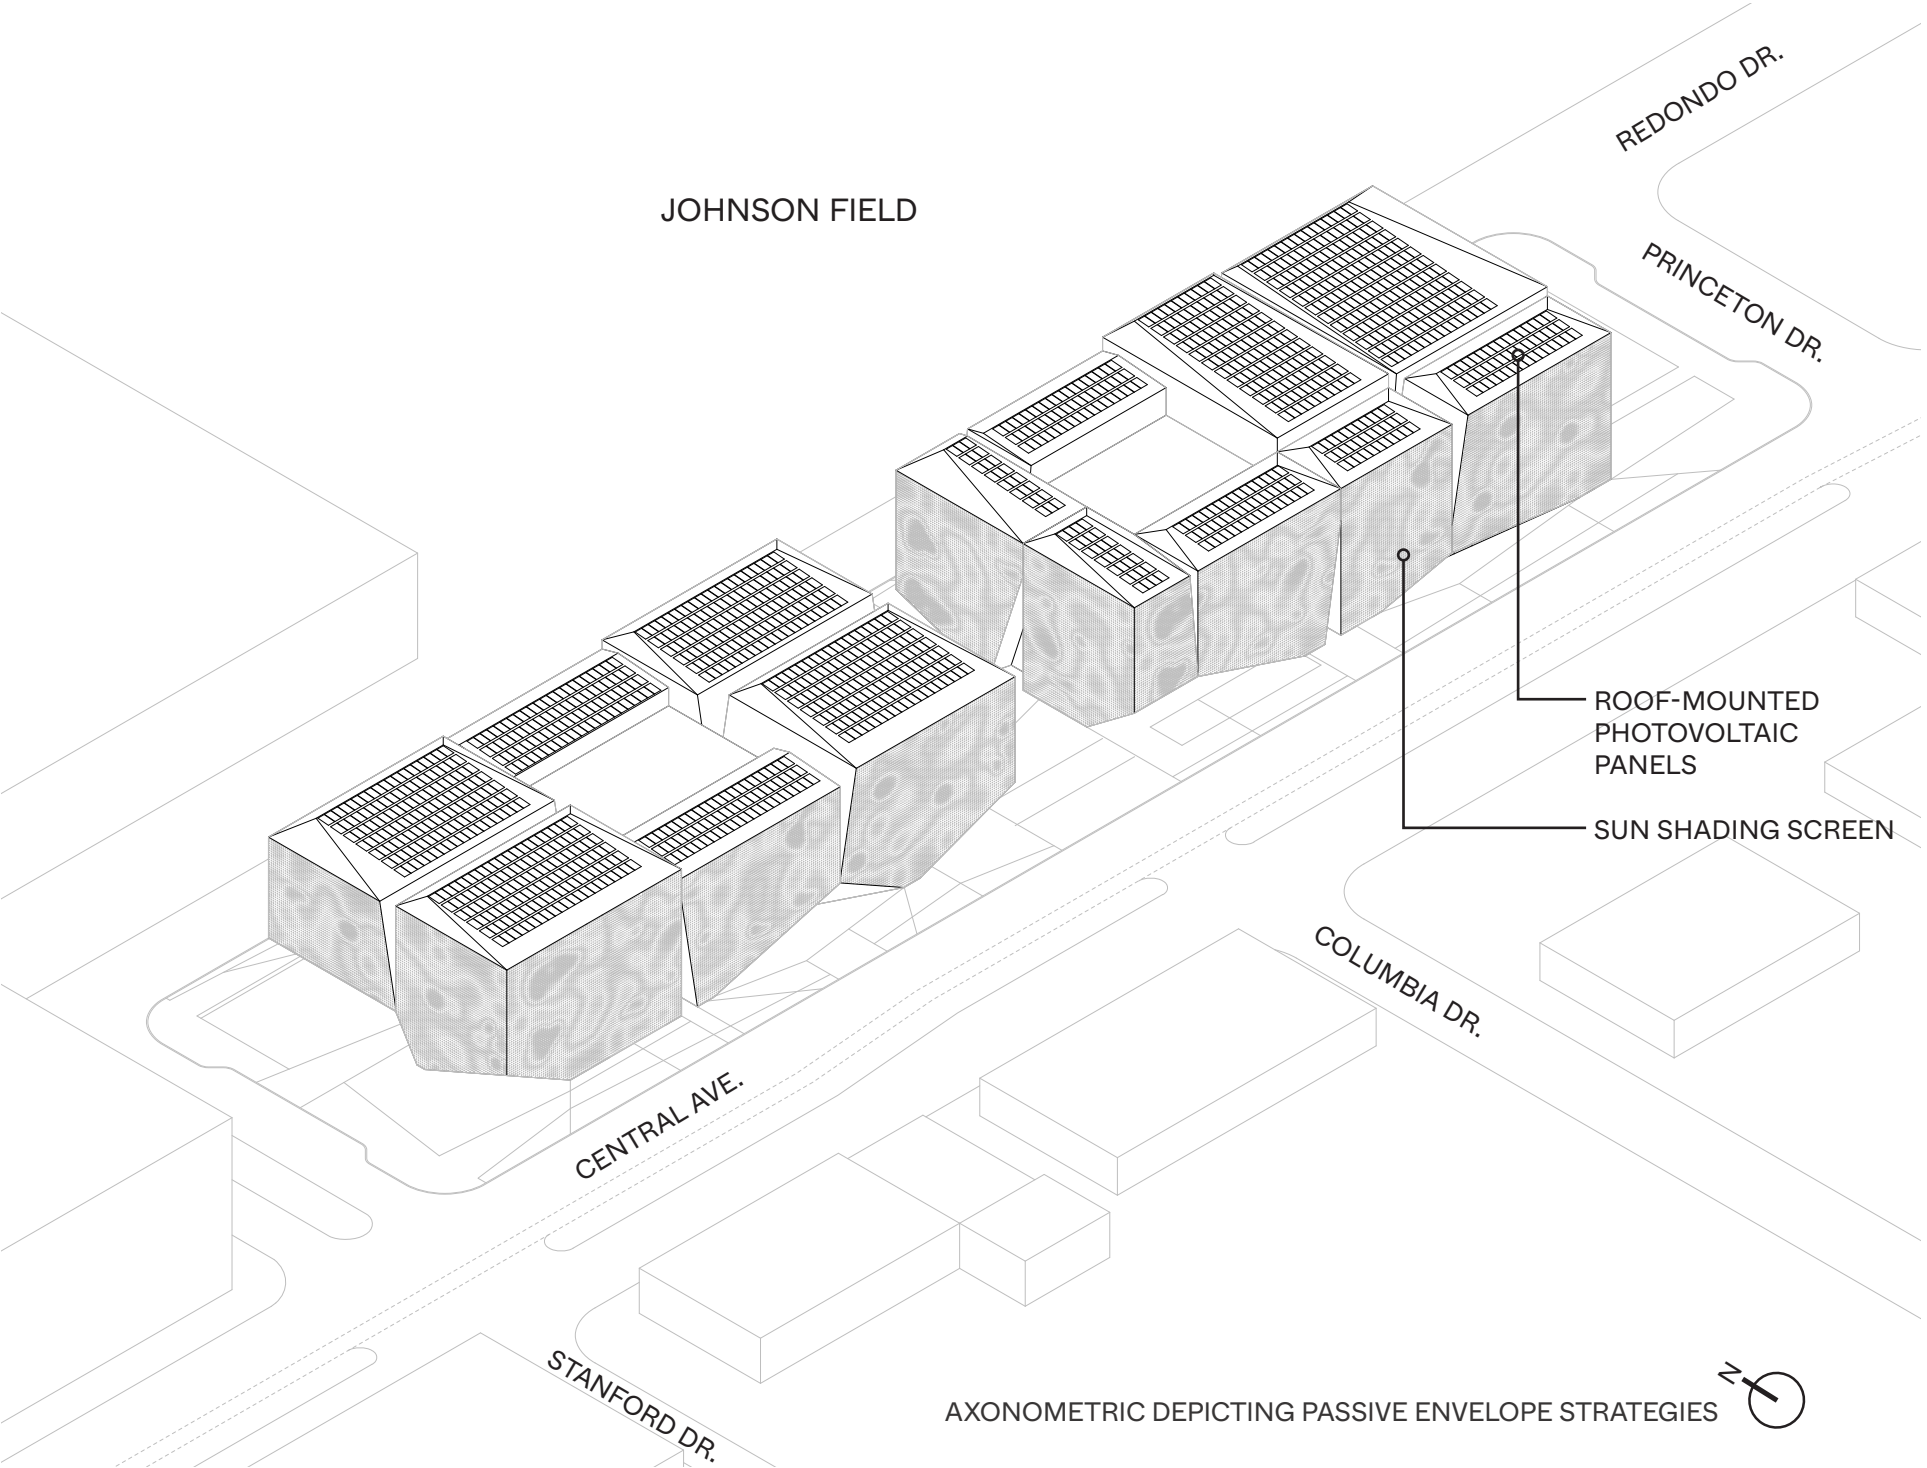 REDONDO DR.
JOHNSON FIELD
PRINCETON DR.
ROOF-MOUNTED
PHOTOVOLTAIC
PANELS
SUN SHADING SCREEN
COLUMBIA DR.
CENTRAL AVE.
STANFORD DR.
N
AXONOMETRIC DEPICTING PASSIVE ENVELOPE STRATEGIES